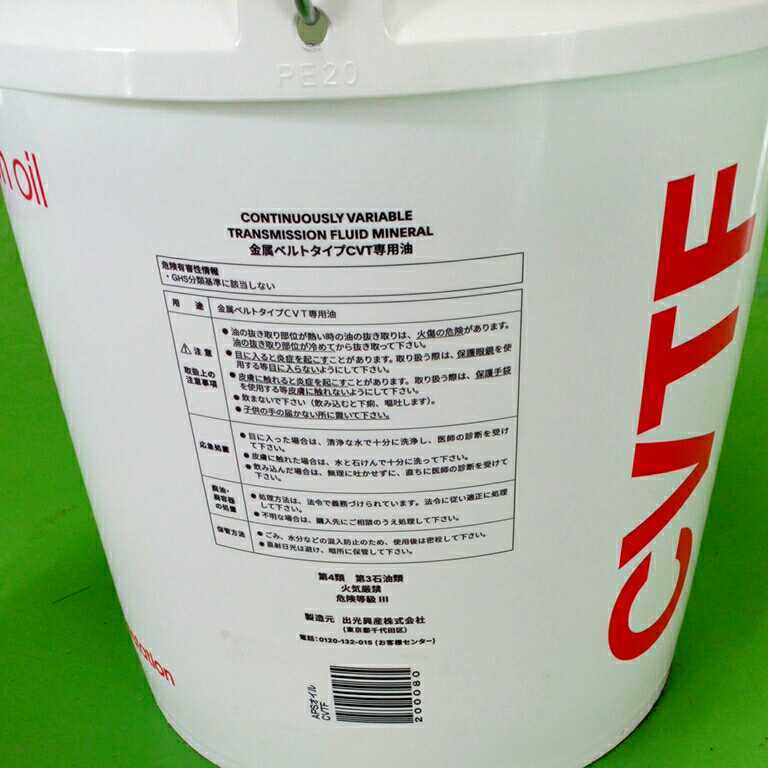 PE20
oil
CONTINUOUSLY VARIABLE
TRANSMISSION FLUID MINERAL
金属ベルトタイプCVT専用油
危険有害性情報
・GHS分類基準に該当しない
用 途 金属ベルトタイプCVT専用油
⚠ 注 意
取扱上の
注意事項
● 油の抜き取り部位が熱い時の油の抜き取りは、火傷の危険があります。
油の抜き取り部位が冷めてから抜き取って下さい。
● 目に入ると炎症を起こすことがあります。取り扱う際は、保護眼鏡を使
用する等目に入らないようにして下さい。
● 皮膚に触れると炎症を起こすことがあります。取り扱う際は、保護手袋
を使用する等皮膚に触れないようにして下さい。
● 飲まないで下さい（飲み込むと下痢、嘔吐します）。
● 子供の手の届かない所に置いて下さい。
応急処置
● 目に入った場合は、清浄な水で十分に洗浄し、医師の診断を受け
て下さい。
● 皮膚に触れた場合は、水と石けんで十分に洗って下さい。
● 飲み込んだ場合は、無理に吐かせずに、直ちに医師の診断を受けて
下さい。
廃油・
廃容器
の処置
● 処理方法は、法令で義務づけられています。法令に従い適正に処理
して下さい。
● 不明な場合は、購入先にご相談のうえ処理して下さい。
保管方法
● ごみ、水分などの混入防止のため、使用後は密栓して下さい。
● 直射日光は避け、暗所に保管して下さい。
第4類 第3石油類
火気厳禁
危険等級 III
製造元 出光興産株式会社
（東京都千代田区）
電話：0120-132-015（お客様センター）
APSオイル
CVTF
200080
CVTF